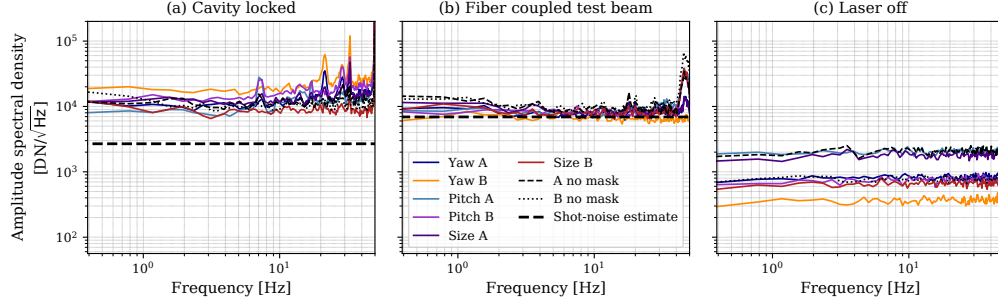 (a) Cavity locked
(b) Fiber coupled test beam
(c) Laser off
Amplitude spectral density
[DN/√Hz]
10⁵
10⁴
10³
10²
10⁰
10¹
Frequency [Hz]
Yaw A
Yaw B
Pitch A
Pitch B
Size A
Size B
A no mask
B no mask
Shot-noise estimate
10⁰
10¹
Frequency [Hz]
10⁰
10¹
Frequency [Hz]